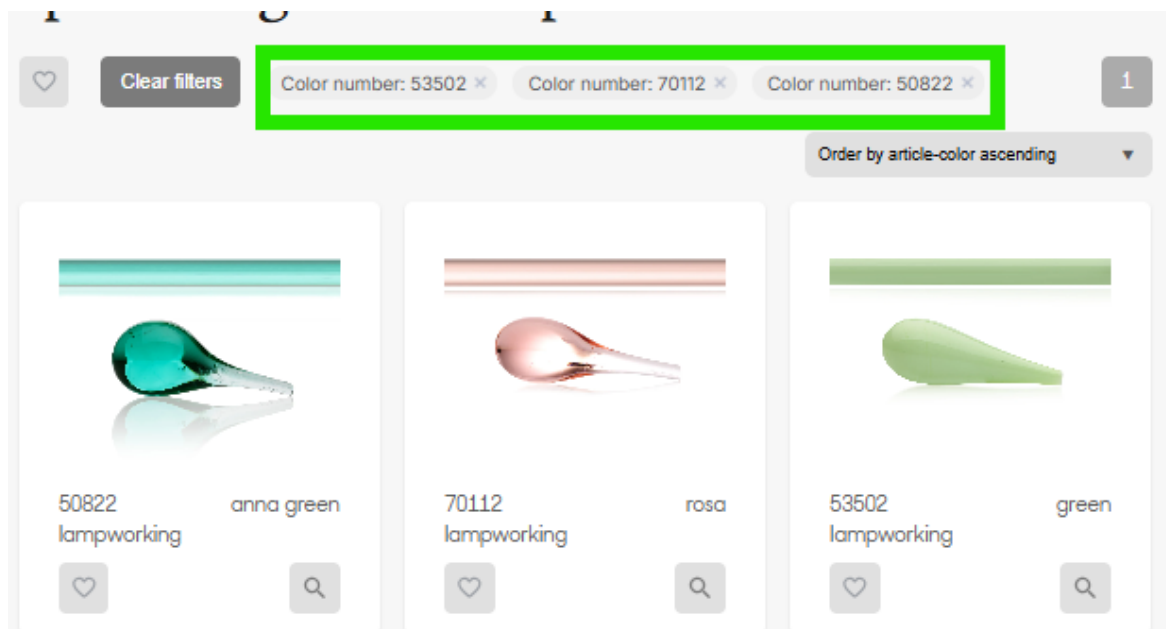 Clear filters
Color number: 53502 ×
Color number: 70112 ×
Color number: 50822 ×
1
Order by article-color ascending ▼
50822 anna green
lampworking
70112 rosa
lampworking
53502 green
lampworking